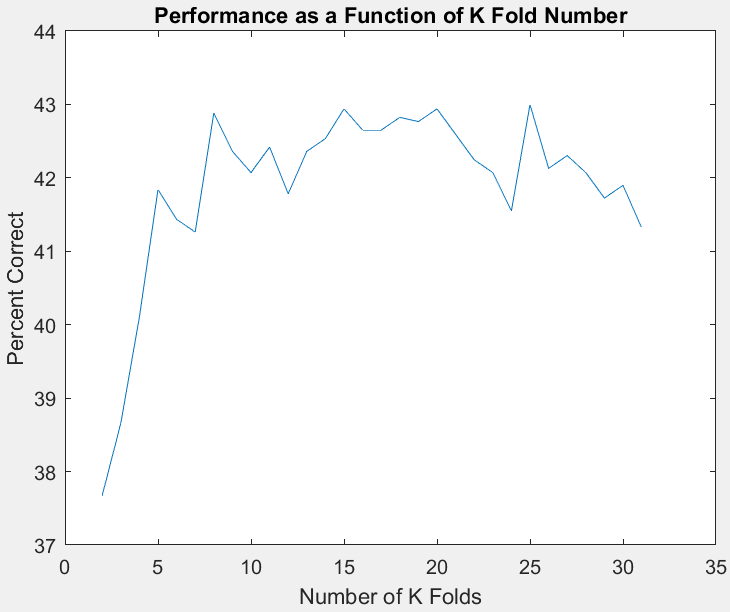 Performance as a Function of K Fold Number
44
43
42
41
40
39
38
37
Percent Correct
0 5 10 15 20 25 30 35
Number of K Folds